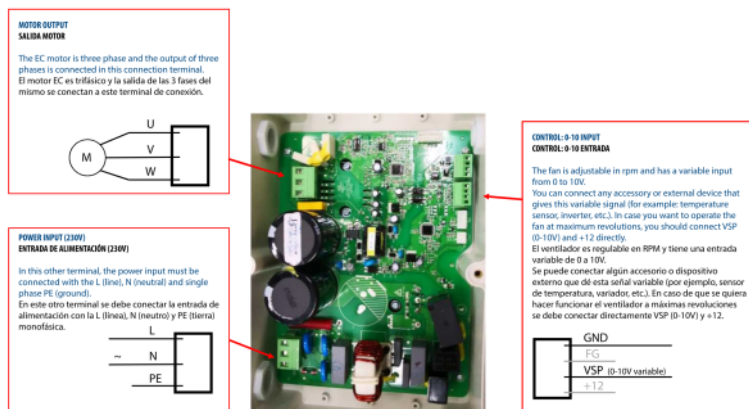 MOTOR OUTPUT
SALIDA MOTOR
The EC motor is three phase and the output of three
phases is connected in this connection terminal.
El motor EC es trifásico y la salida de las 3 fases del
mismo se conectan a este terminal de conexión.
U
M
V
W
POWER INPUT (230V)
ENTRADA DE ALIMENTACIÓN (230V)
In this other terminal, the power input must be
connected with the L (line), N (neutral) and single
phase PE (ground).
En este otro terminal se debe conectar la entrada de
alimentación con la L (línea), N (neutro) y PE (tierra)
monofásica.
L
~ N
PE
CONTROL: 0-10 INPUT
CONTROL: 0-10 ENTRADA
The fan is adjustable in rpm and has a variable input
from 0 to 10V.
You can connect any accessory or external device that
gives this variable signal (for example: temperature
sensor, inverter, etc.). In case you want to operate the
fan at maximum revolutions, you should connect VSP
(0-10V) and +12 directly.
El ventilador es regulable en RPM y tiene una entrada
variable de 0 a 10V.
Se puede conectar algún accesorio o dispositivo
externo que dé esta señal variable (por ejemplo, sensor
de temperatura, variador, etc.). En caso de que se quiera
hacer funcionar el ventilador a máximas revoluciones
se debe conectar directamente VSP (0-10V) y +12.
GND
FG
VSP (0-10V variable)
+12